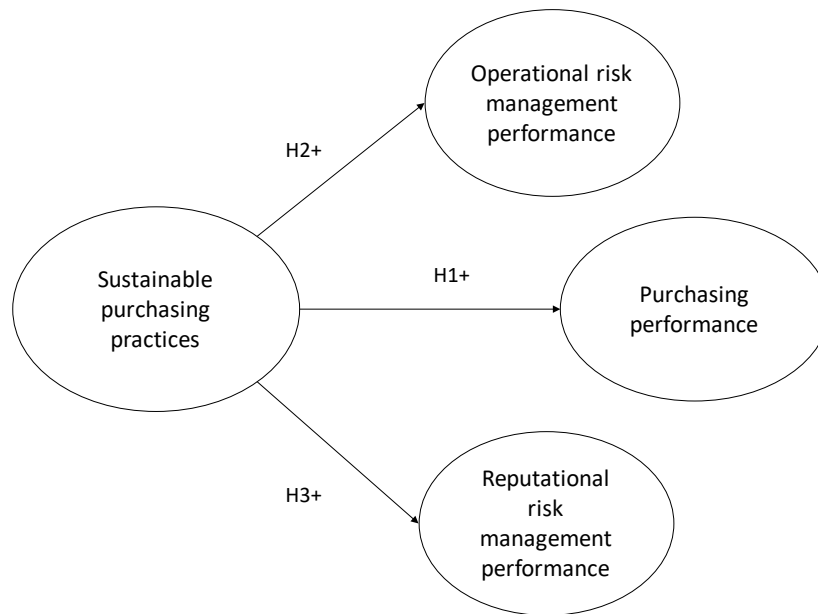 Operational risk
management
performance
H2+
Sustainable
purchasing
practices
H1+
Purchasing
performance
H3+
Reputational
risk
management
performance